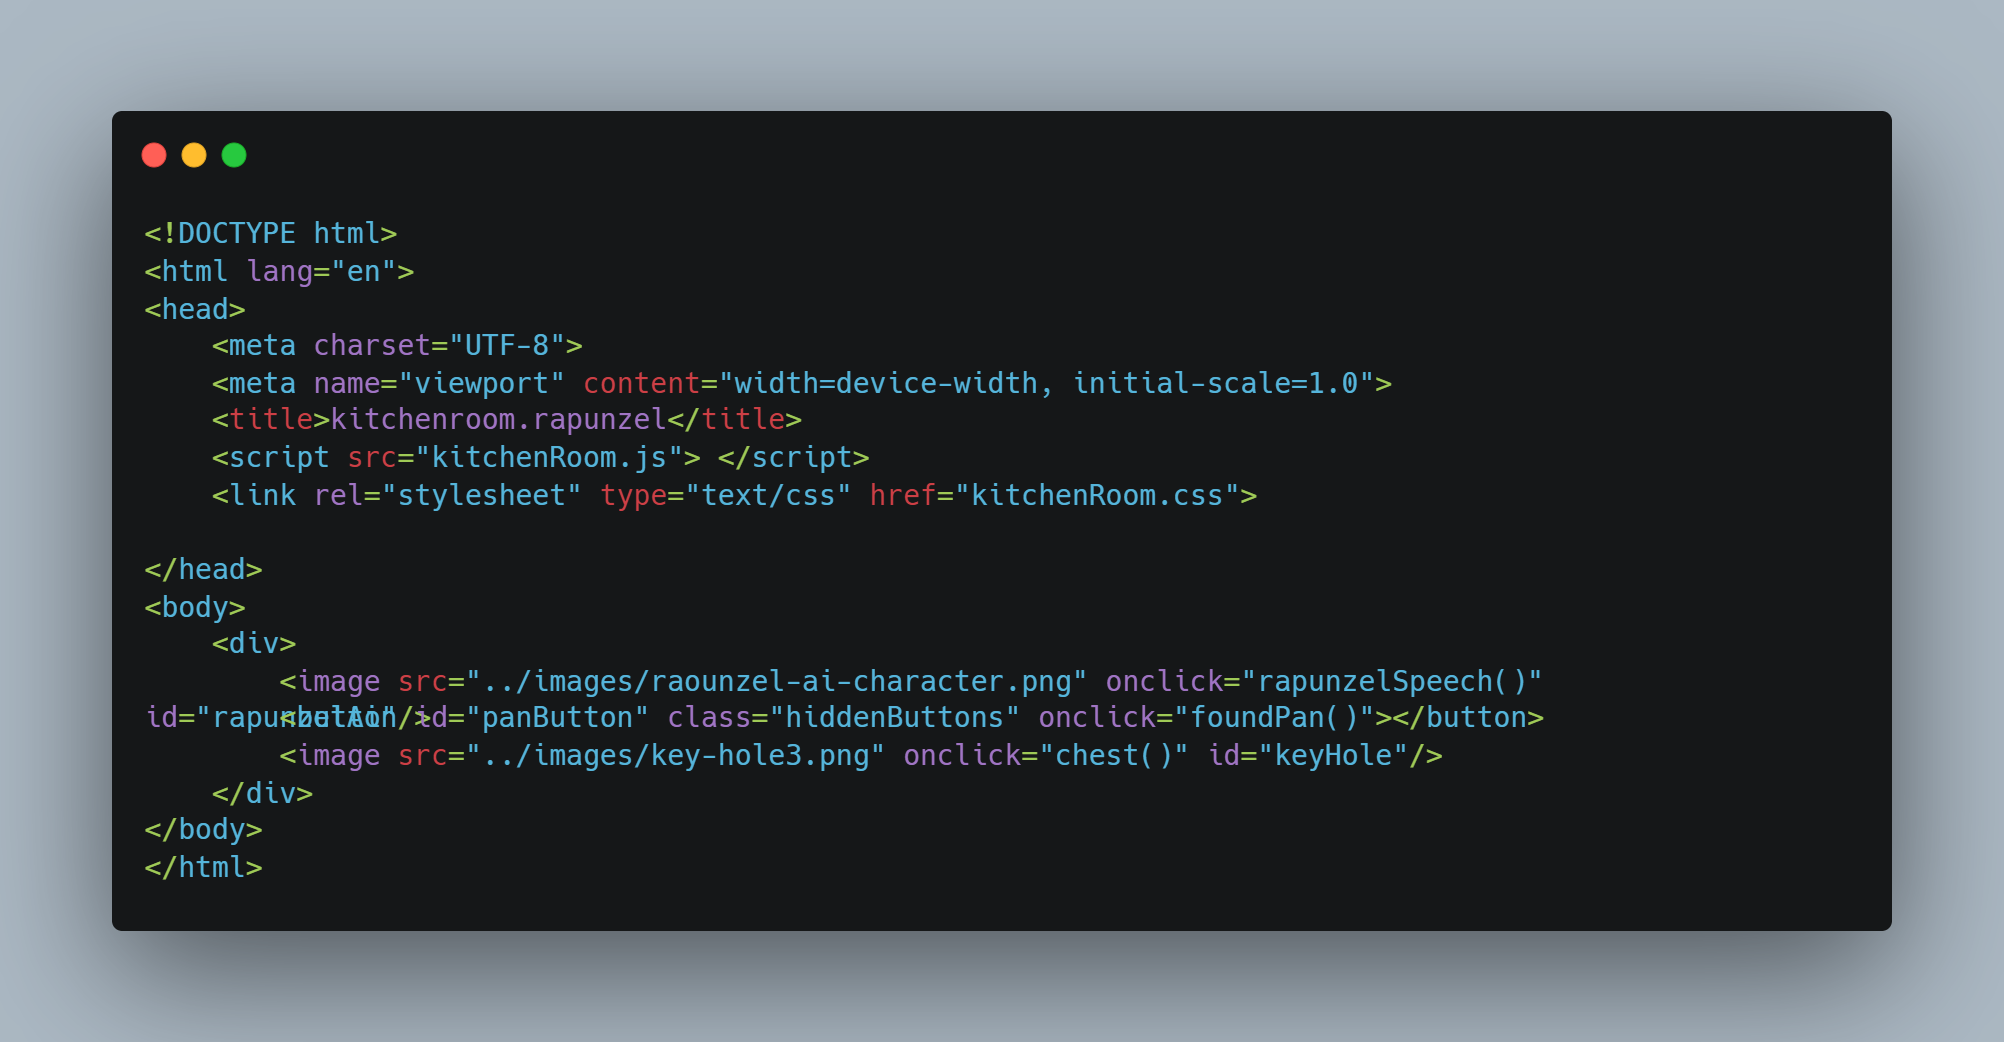 <!DOCTYPE html>
<html lang="en">
<head>
    <meta charset="UTF-8">
    <meta name="viewport" content="width=device-width, initial-scale=1.0">
    <title>kitchenroom.rapunzel</title>
    <script src="kitchenRoom.js"> </script>
    <link rel="stylesheet" type="text/css" href="kitchenRoom.css">

</head>
<body>
    <div>
        <image src="../images/raounzel-ai-character.png" onclick="rapunzelSpeech()"
id="rapunzelAi"/>
        <button id="panButton" class="hiddenButtons" onclick="foundPan()"></button>
        <image src="../images/key-hole3.png" onclick="chest()" id="keyHole"/>
    </div>
</body>
</html>